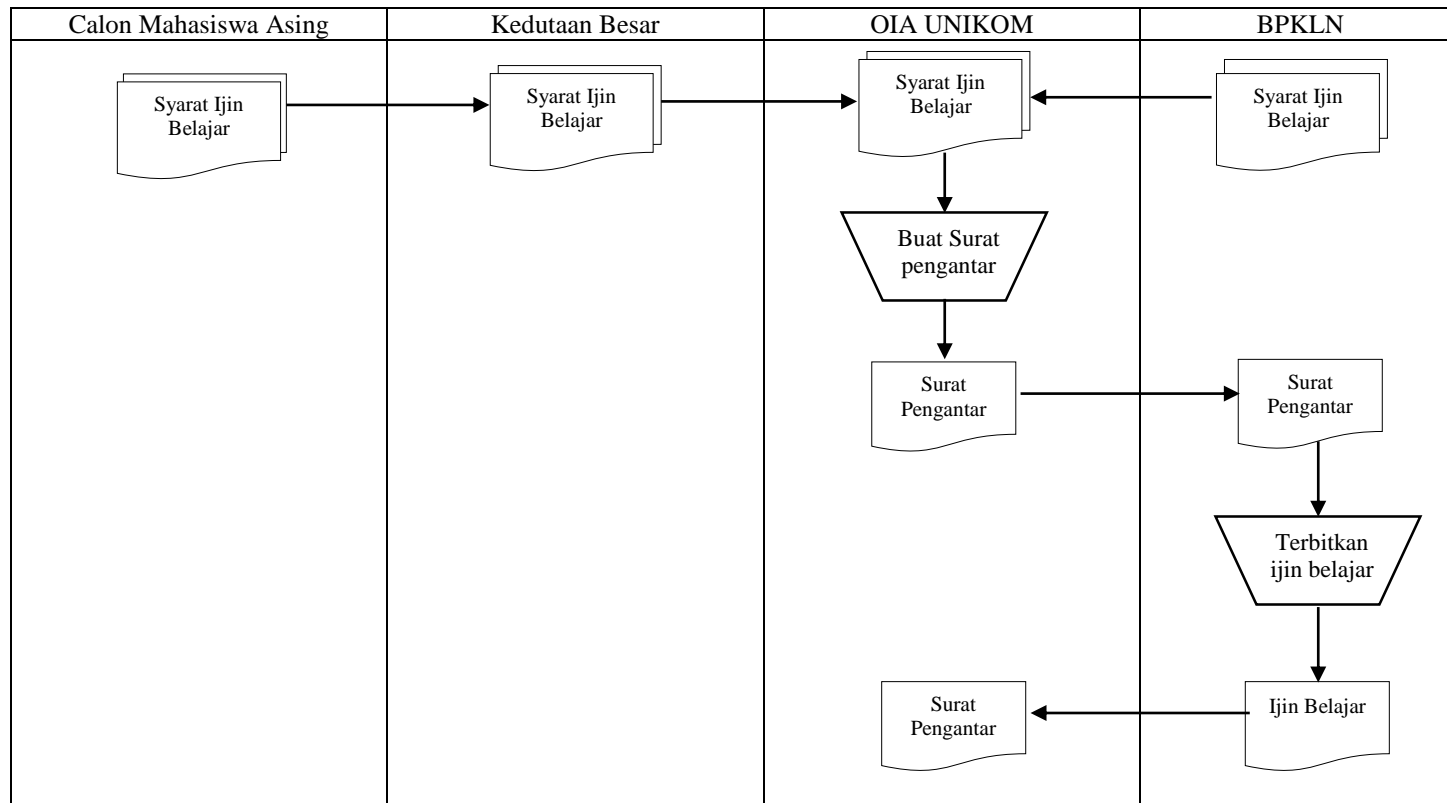 Calon Mahasiswa Asing
Kedutaan Besar
OIA UNIKOM
BPKLN
Syarat Ijin
Belajar
Syarat Ijin
Belajar
Syarat Ijin
Belajar
Syarat Ijin
Belajar
Buat Surat
pengantar
Surat
Pengantar
Surat
Pengantar
Terbitkan
ijin belajar
Surat
Pengantar
Ijin Belajar